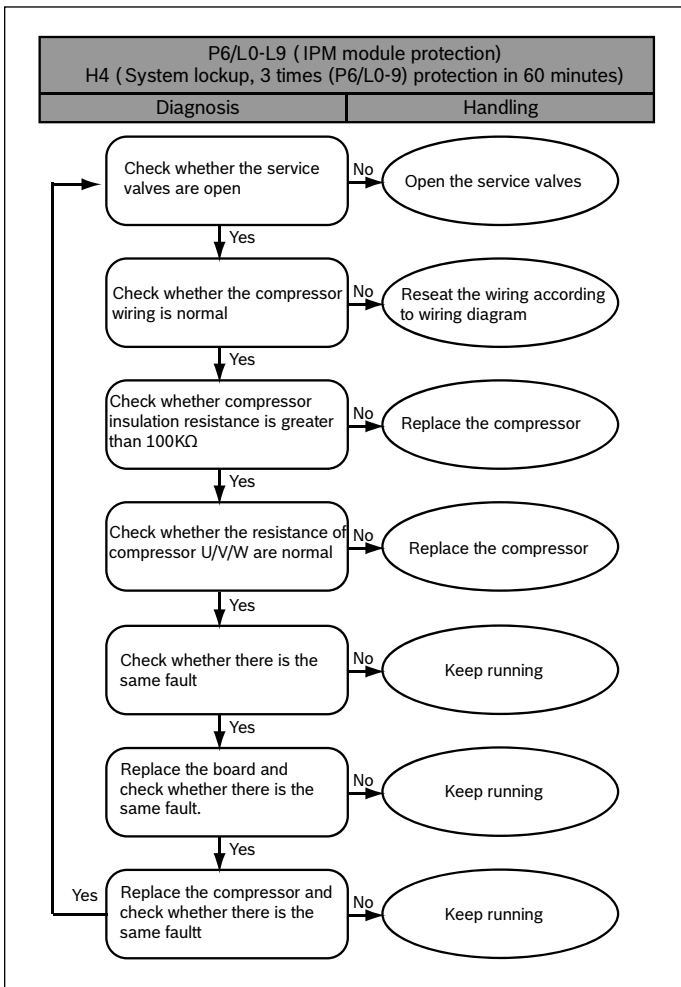 P6/L0-L9 (IPM module protection)
H4 (System lockup, 3 times (P6/L0-9) protection in 60 minutes)
Diagnosis
Handling
Check whether the service
valves are open
No
Open the service valves
Yes
Check whether the compressor
wiring is normal
No
Reseat the wiring according
to wiring diagram
Yes
Check whether compressor
insulation resistance is greater
than 100KΩ
No
Replace the compressor
Yes
Check whether the resistance of
compressor U/V/W are normal
No
Replace the compressor
Yes
Check whether there is the
same fault
No
Keep running
Yes
Replace the board and
check whether there is the
same fault.
No
Keep running
Yes
Yes
Replace the compressor and
check whether there is the
same faultt
No
Keep running